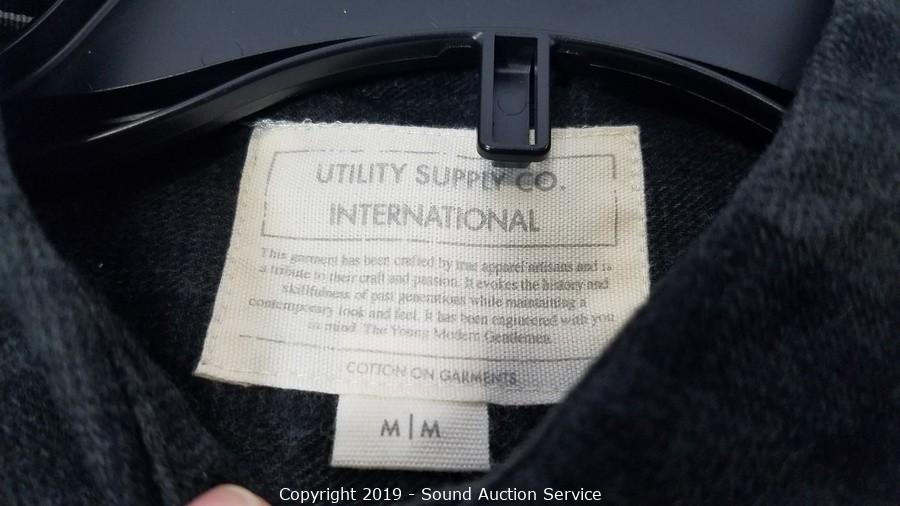 UTILITY SUPPLY CO.
INTERNATIONAL
This garment has been crafted by true apparel artisans and is
a tribute to their craft and passion. It evokes the history and
skillfulness of past generations while maintaining a
contemporary look and feel. It has been engineered with you
in mind. The Young Modern Gentlemen.
COTTON ON GARMENTS
M|M
Copyright 2019 - Sound Auction Service